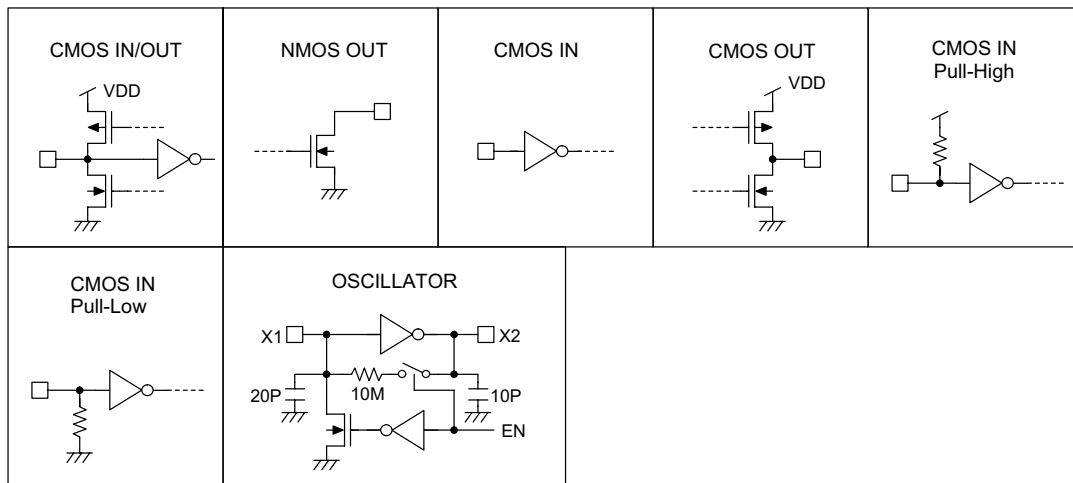 CMOS IN/OUT
VDD
NMOS OUT
CMOS IN
CMOS OUT
VDD
CMOS IN
Pull-High
CMOS IN
Pull-Low
OSCILLATOR
X1
X2
20P
10M
10P
EN